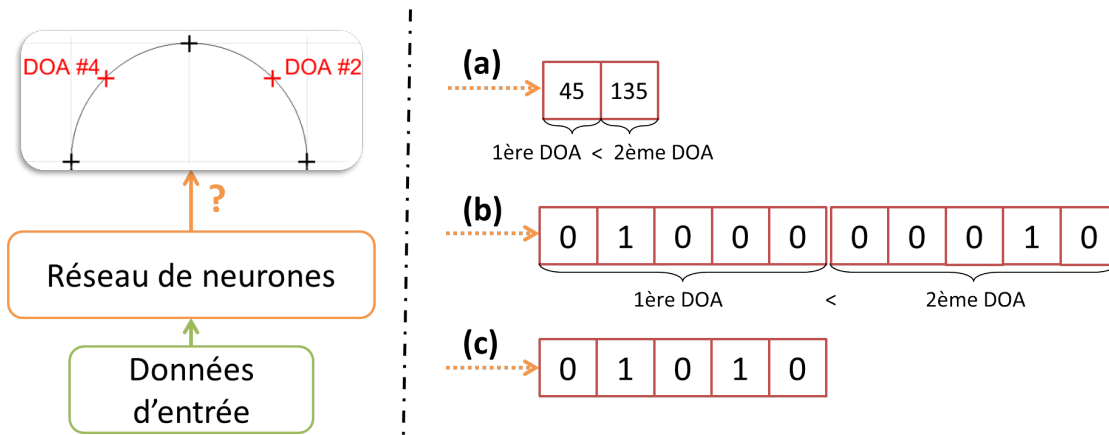 DOA #4
DOA #2
?
Réseau de neurones
Données
d'entrée
(a)
45 135
1ère DOA < 2ème DOA
(b)
0 1 0 0 0 0 0 0 1 0
1ère DOA < 2ème DOA
(c)
0 1 0 1 0